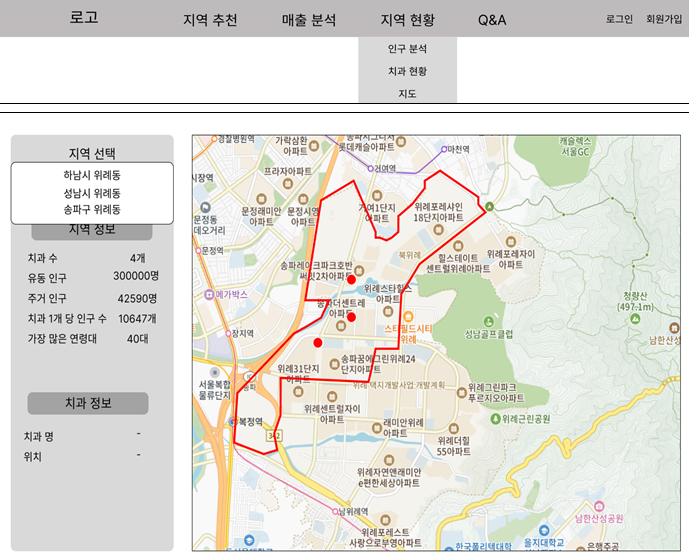 로고
지역 추천
매출 분석
지역 현황
Q&A
로그인
회원가입
인구 분석
치과 현황
지도
지역 선택
하남시 위례동
성남시 위례동
송파구 위례동
지역 정보
치과 수 4개
유동 인구 300000명
주거 인구 42590명
치과 1개 당 인구 수 10647개
가장 많은 연령대 40대
치과 정보
치과 명 -
위치 -
경찰병원역
가락삼환
아파트
롯데캐슬아파트
마천역
거여역
캐슬렉스
서울GC
프라자아파트
시장역
문정동
데오거리
문정래미안
아파트
문정시영
아파트
거여1단지
아파트
위례포레샤인
18단지아파트
문정역
북위례
힐스테이트
센트럴위례아파트
위례포레자이
아파트
송파레이크파크호반
써밋2차아파트
메가박스
위례스타힐스
아파트
송파더센트레
아파트
스타필드시티
위례
성남골프클럽
청량산
(497.1m)
남한산성
장지역
송파꿈에그린위례24
단지아파트
위례31단지
아파트
위례 택지개발사업 개발계획
서울복합
물류단지
복정역
342
위례센트럴자이
아파트
래미안위례
아파트
위례그린파크
푸르지오아파트
위례근린공원
위례더힐
55아파트
위례자연앤래미안
e편한세상아파트
남위례역
위례포레스트
사랑으로부영아파트
남한산성공원
을지대학교
한국폴리텍대학
은행주공